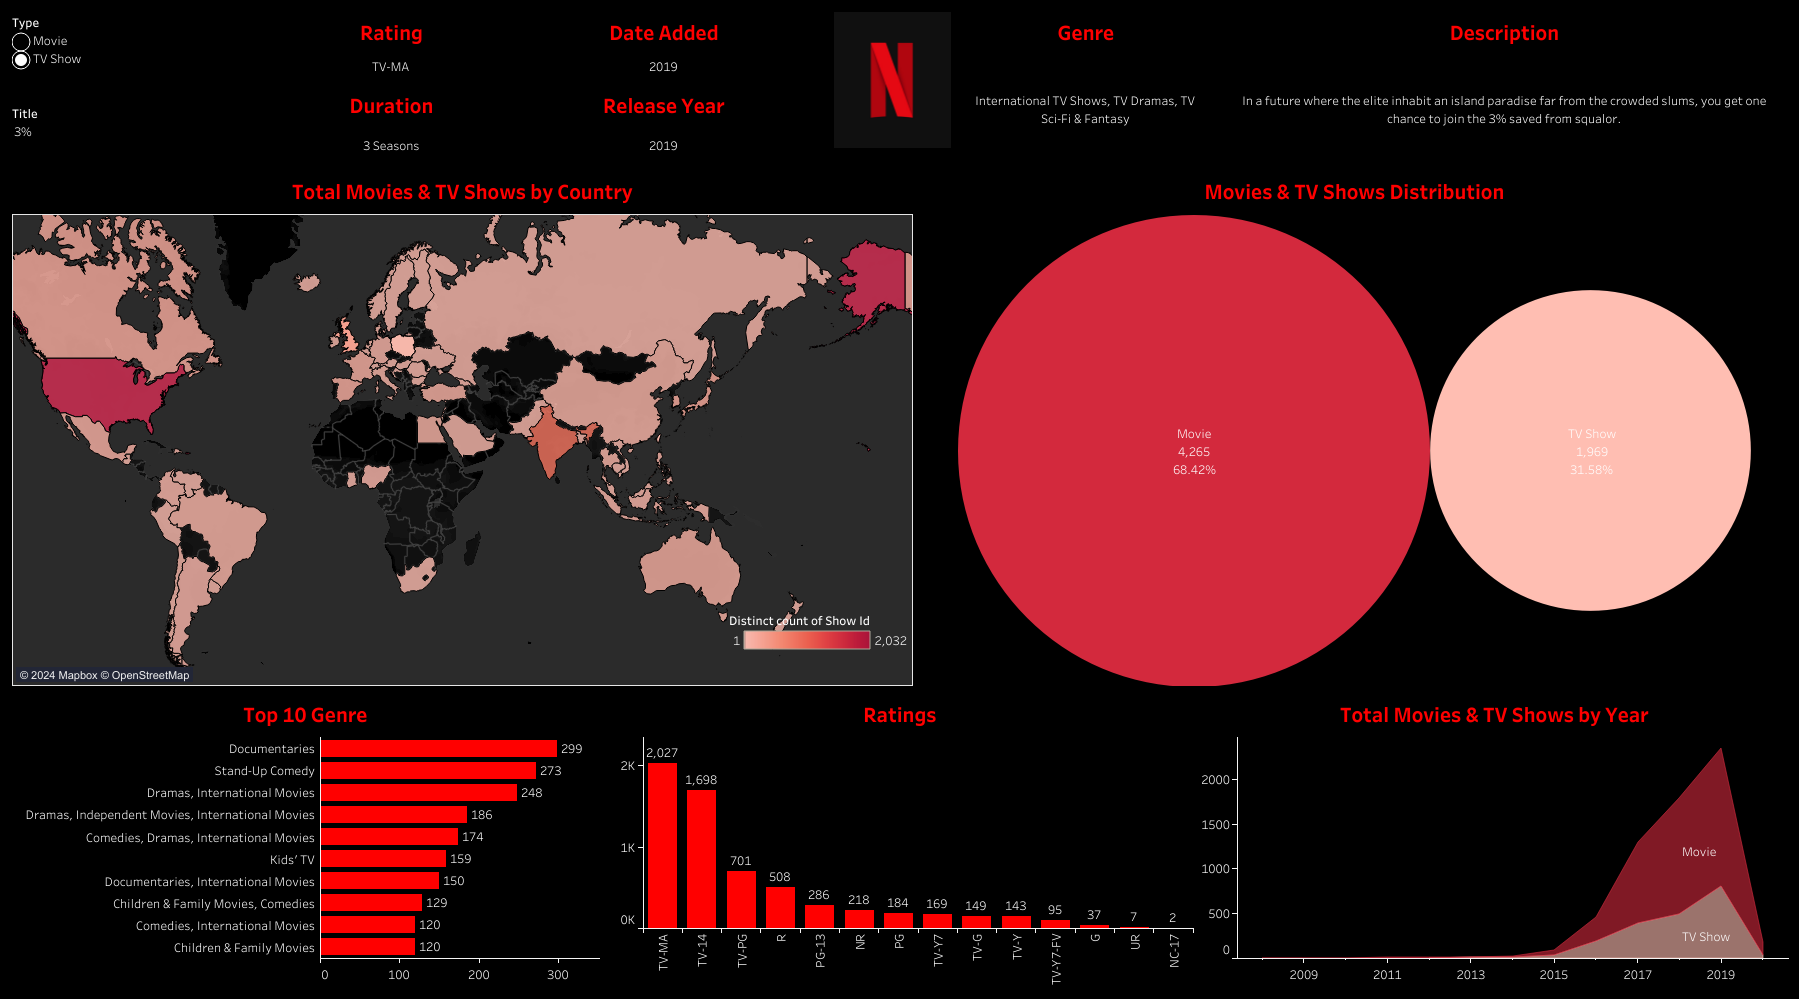 Type
Movie
TV Show
Title
3%
Rating
TV-MA
Duration
3 Seasons
Date Added
2019
Release Year
2019
N
Genre
International TV Shows, TV Dramas, TV
Sci-Fi & Fantasy
Description
In a future where the elite inhabit an island paradise far from the crowded slums, you get one
chance to join the 3% saved from squalor.
Total Movies & TV Shows by Country
Distinct count of Show Id
1
2,032
© 2024 Mapbox © OpenStreetMap
Movies & TV Shows Distribution
Movie
4,265
68.42%
TV Show
1,969
31.58%
Top 10 Genre
Documentaries 299
Stand-Up Comedy 273
Dramas, International Movies 248
Dramas, Independent Movies, International Movies 186
Comedies, Dramas, International Movies 174
Kids' TV 159
Documentaries, International Movies 150
Children & Family Movies, Comedies 129
Comedies, International Movies 120
Children & Family Movies 120
0 100 200 300
Ratings
2K
1K
0K
2,027 1,698 701 508 286 218 184 169 149 143 95 37 7 2
TV-MA TV-14 TV-PG R PG-13 NR PG TV-Y7 TV-G TV-Y TV-Y7-FV G UR NC-17
Total Movies & TV Shows by Year
2000
1500
1000
500
0
Movie
TV Show
2009 2011 2013 2015 2017 2019